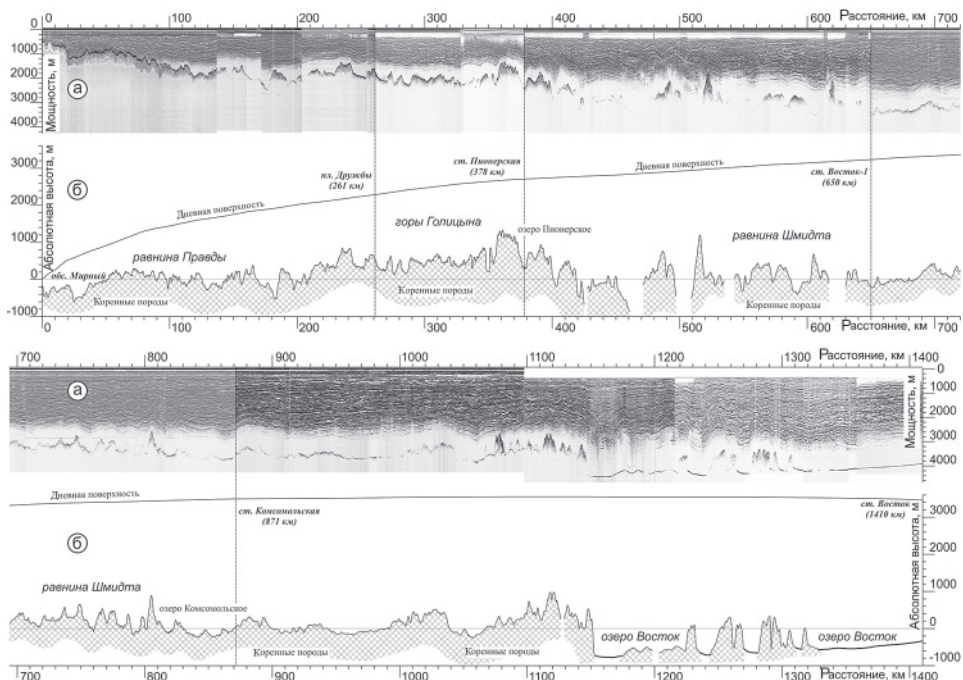 0 100 200 300 400 500 600 Расстояние, км 700
0
1000
2000
3000
4000
Мощность, м
а
3000
2000
1000
0
-1000
Абсолютная высота, м
б
пл. Дружбы
(261 км)
ст. Пионерская
(378 км)
Дневная поверхность
ст. Восток-1
(650 км)
Дневная поверхность
горы Голицына
озеро Пионерское
равнина Правды
равнина Шмидта
обс. Мирный
Коренные породы
Коренные породы
Коренные породы
0 100 200 300 400 500 600 Расстояние, км 700
700 800 900 1000 1100 1200 1300 Расстояние, км 1400
а
0
1000
2000
3000
4000
Мощность, м
Дневная поверхность
ст. Комсомольская
(871 км)
ст. Восток
(1410 км)
б
3000
2000
1000
0
-1000
Абсолютная высота, м
равнина Шмидта
озеро Комсомольское
озеро Восток
озеро Восток
Коренные породы
Коренные породы
700 800 900 1000 1100 1200 1300 Расстояние, км 1400